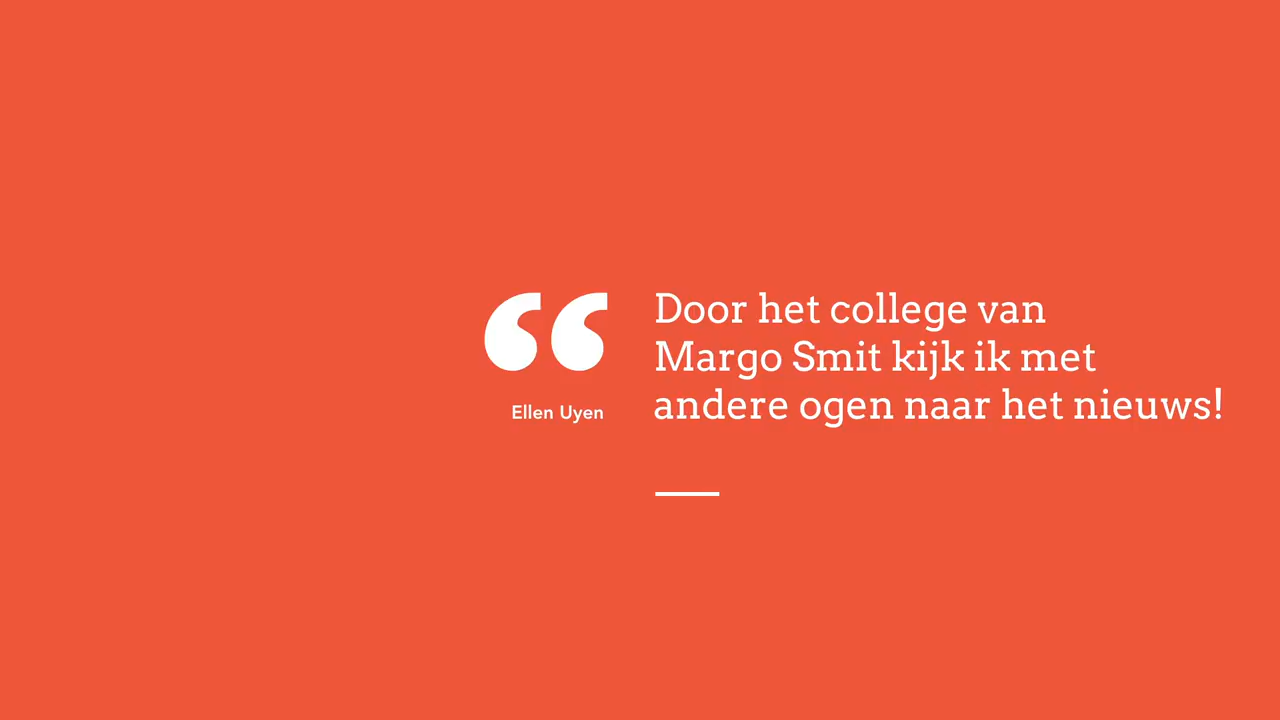 Door het college van
Margo Smit kijk ik met
andere ogen naar het nieuws!
Ellen Uyen